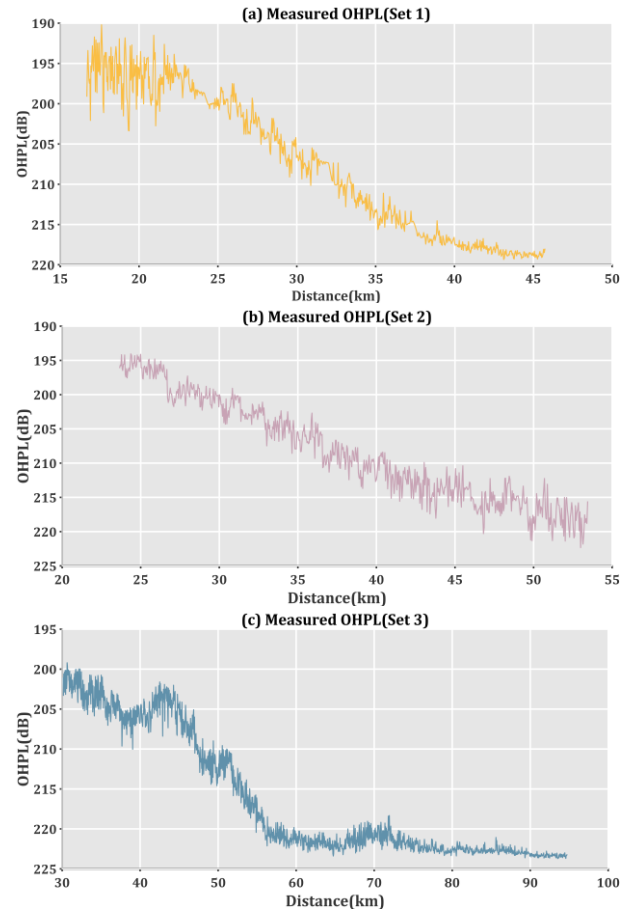 (a) Measured OHPL(Set 1)
190
195
200
205
210
215
220
OHPL(dB)
15 20 25 30 35 40 45 50
Distance(km)
(b) Measured OHPL(Set 2)
190
195
200
205
210
215
220
225
OHPL(dB)
20 25 30 35 40 45 50 55
Distance(km)
(c) Measured OHPL(Set 3)
195
200
205
210
215
220
225
OHPL(dB)
30 40 50 60 70 80 90 100
Distance(km)